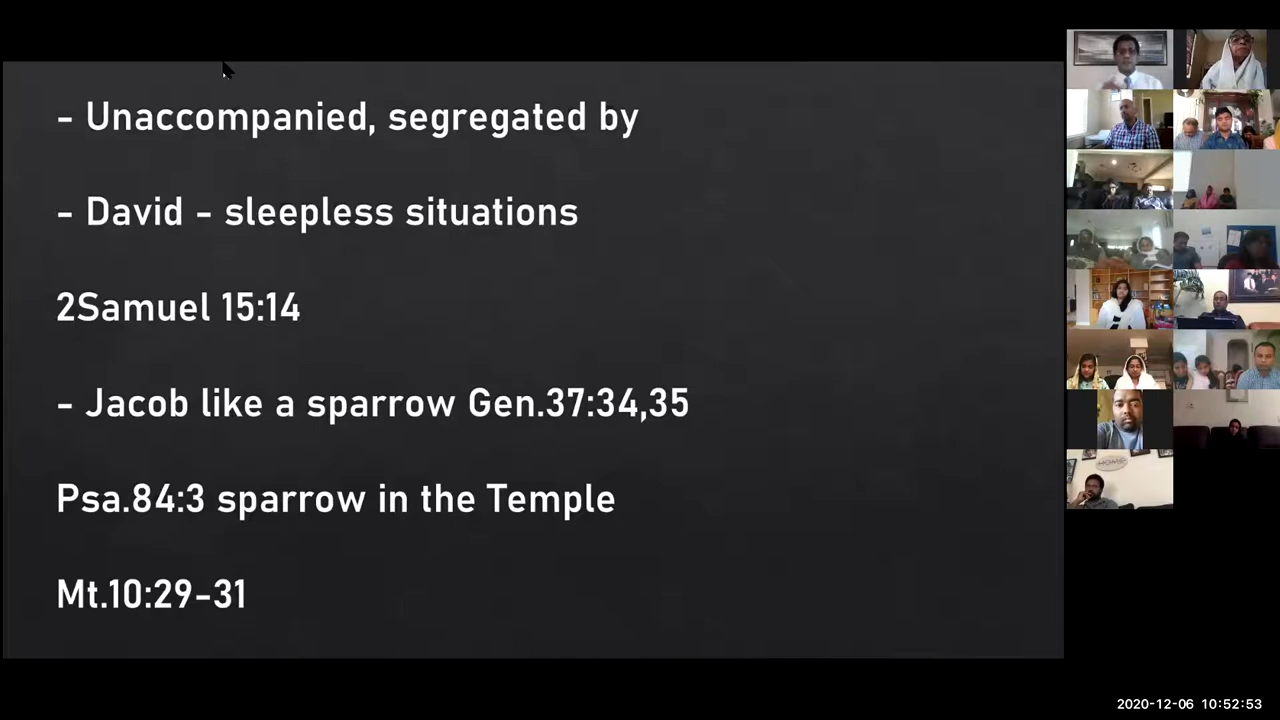 - Unaccompanied, segregated by
- David - sleepless situations
2Samuel 15:14
- Jacob like a sparrow Gen.37:34,35
Psa.84:3 sparrow in the Temple
Mt.10:29-31
HOME
2020-12-06 10:52:53